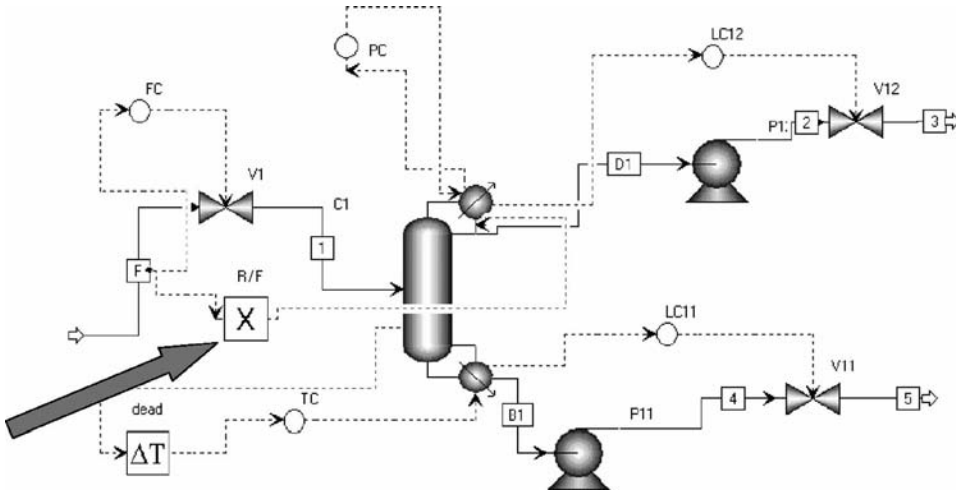 PC
LC12
FC
V12
P12
2
3
D1
V1
C1
1
F
R/F
X
LC11
V11
dead
TC
4
5
B1
P11
ΔT